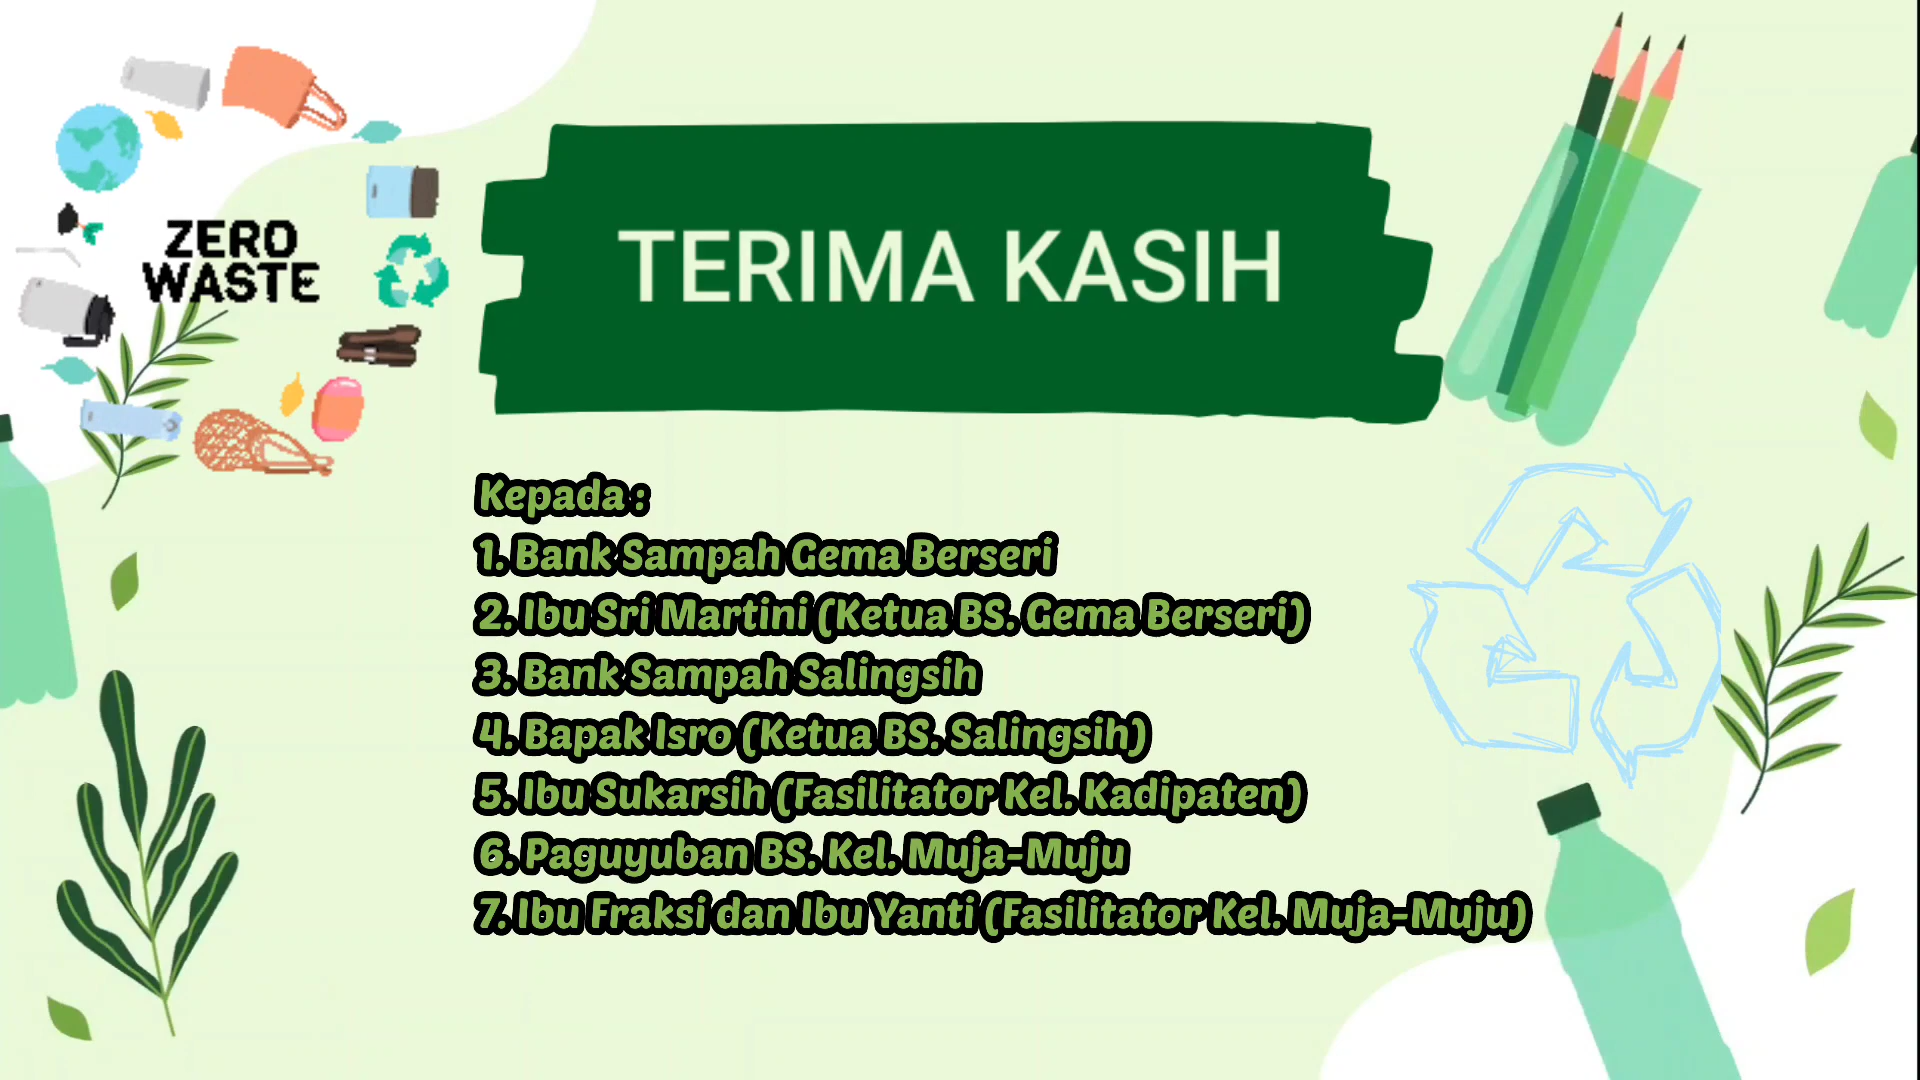 ZERO
WASTE
TERIMA KASIH
Kepada :
1. Bank Sampah Gema Berseri
2. Ibu Sri Martini (Ketua BS. Gema Berseri)
3. Bank Sampah Salingsih
4. Bapak Isro (Ketua BS. Salingsih)
5. Ibu Sukarsih (Fasilitator Kel. Kadipaten)
6. Paguyuban BS. Kel. Muja-Muju
7. Ibu Fraksi dan Ibu Yanti (Fasilitator Kel. Muja-Muju)